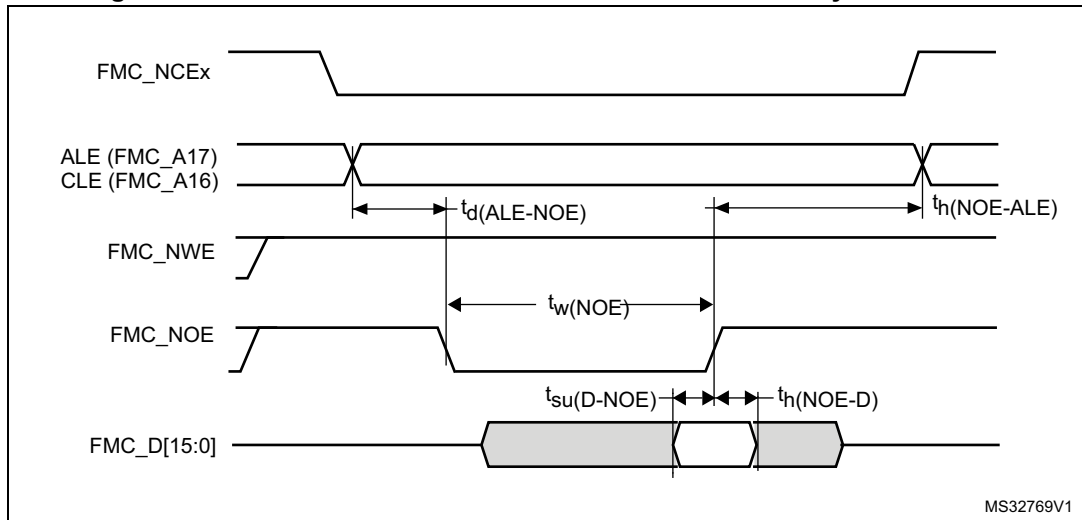 FMC_NCEx
ALE (FMC_A17)
CLE (FMC_A16)
td(ALE-NOE)
th(NOE-ALE)
FMC_NWE
tw(NOE)
FMC_NOE
tsu(D-NOE)
th(NOE-D)
FMC_D[15:0]
MS32769V1